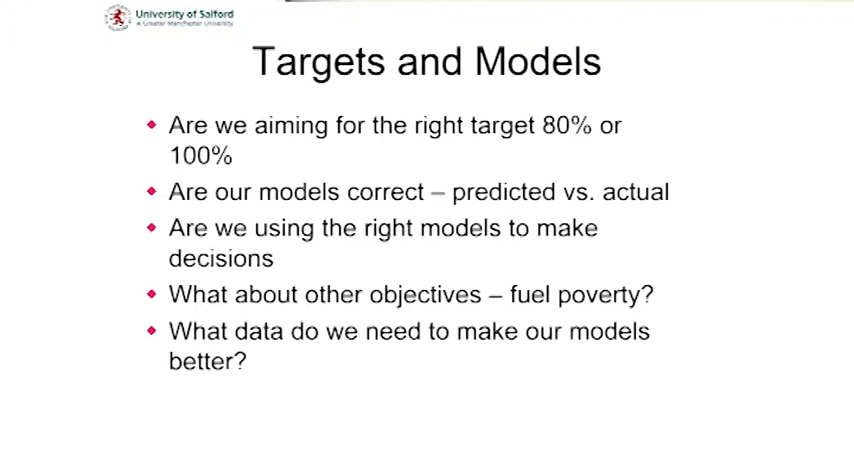 University of Salford
A Greater Manchester University
Targets and Models
Are we aiming for the right target 80% or
100%
Are our models correct – predicted vs. actual
Are we using the right models to make
decisions
What about other objectives – fuel poverty?
What data do we need to make our models
better?